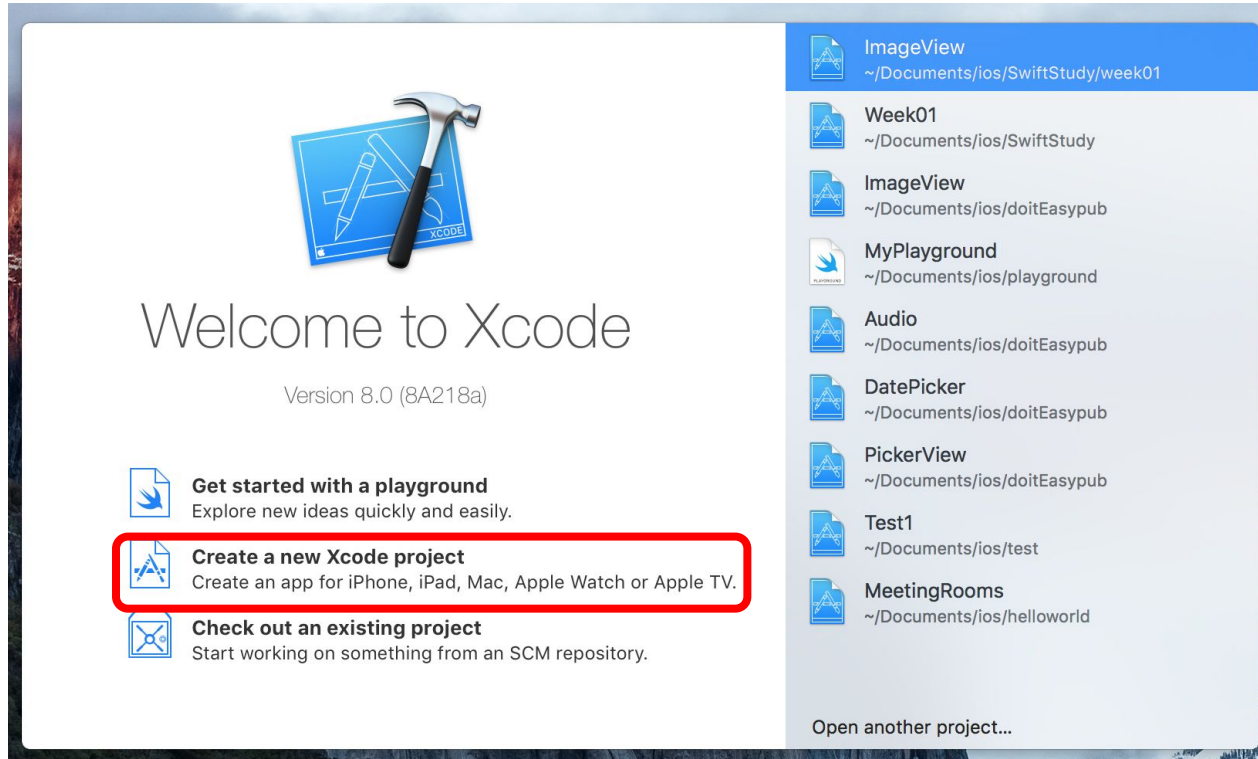 XCODE
Welcome to Xcode
Version 8.0 (8A218a)
Get started with a playground
Explore new ideas quickly and easily.
Create a new Xcode project
Create an app for iPhone, iPad, Mac, Apple Watch or Apple TV.
Check out an existing project
Start working on something from an SCM repository.
ImageView
~/Documents/ios/SwiftStudy/week01
Week01
~/Documents/ios/SwiftStudy
ImageView
~/Documents/ios/doitEasypub
MyPlayground
~/Documents/ios/playground
PLAYGROUND
Audio
~/Documents/ios/doitEasypub
DatePicker
~/Documents/ios/doitEasypub
PickerView
~/Documents/ios/doitEasypub
Test1
~/Documents/ios/test
MeetingRooms
~/Documents/ios/helloworld
Open another project...